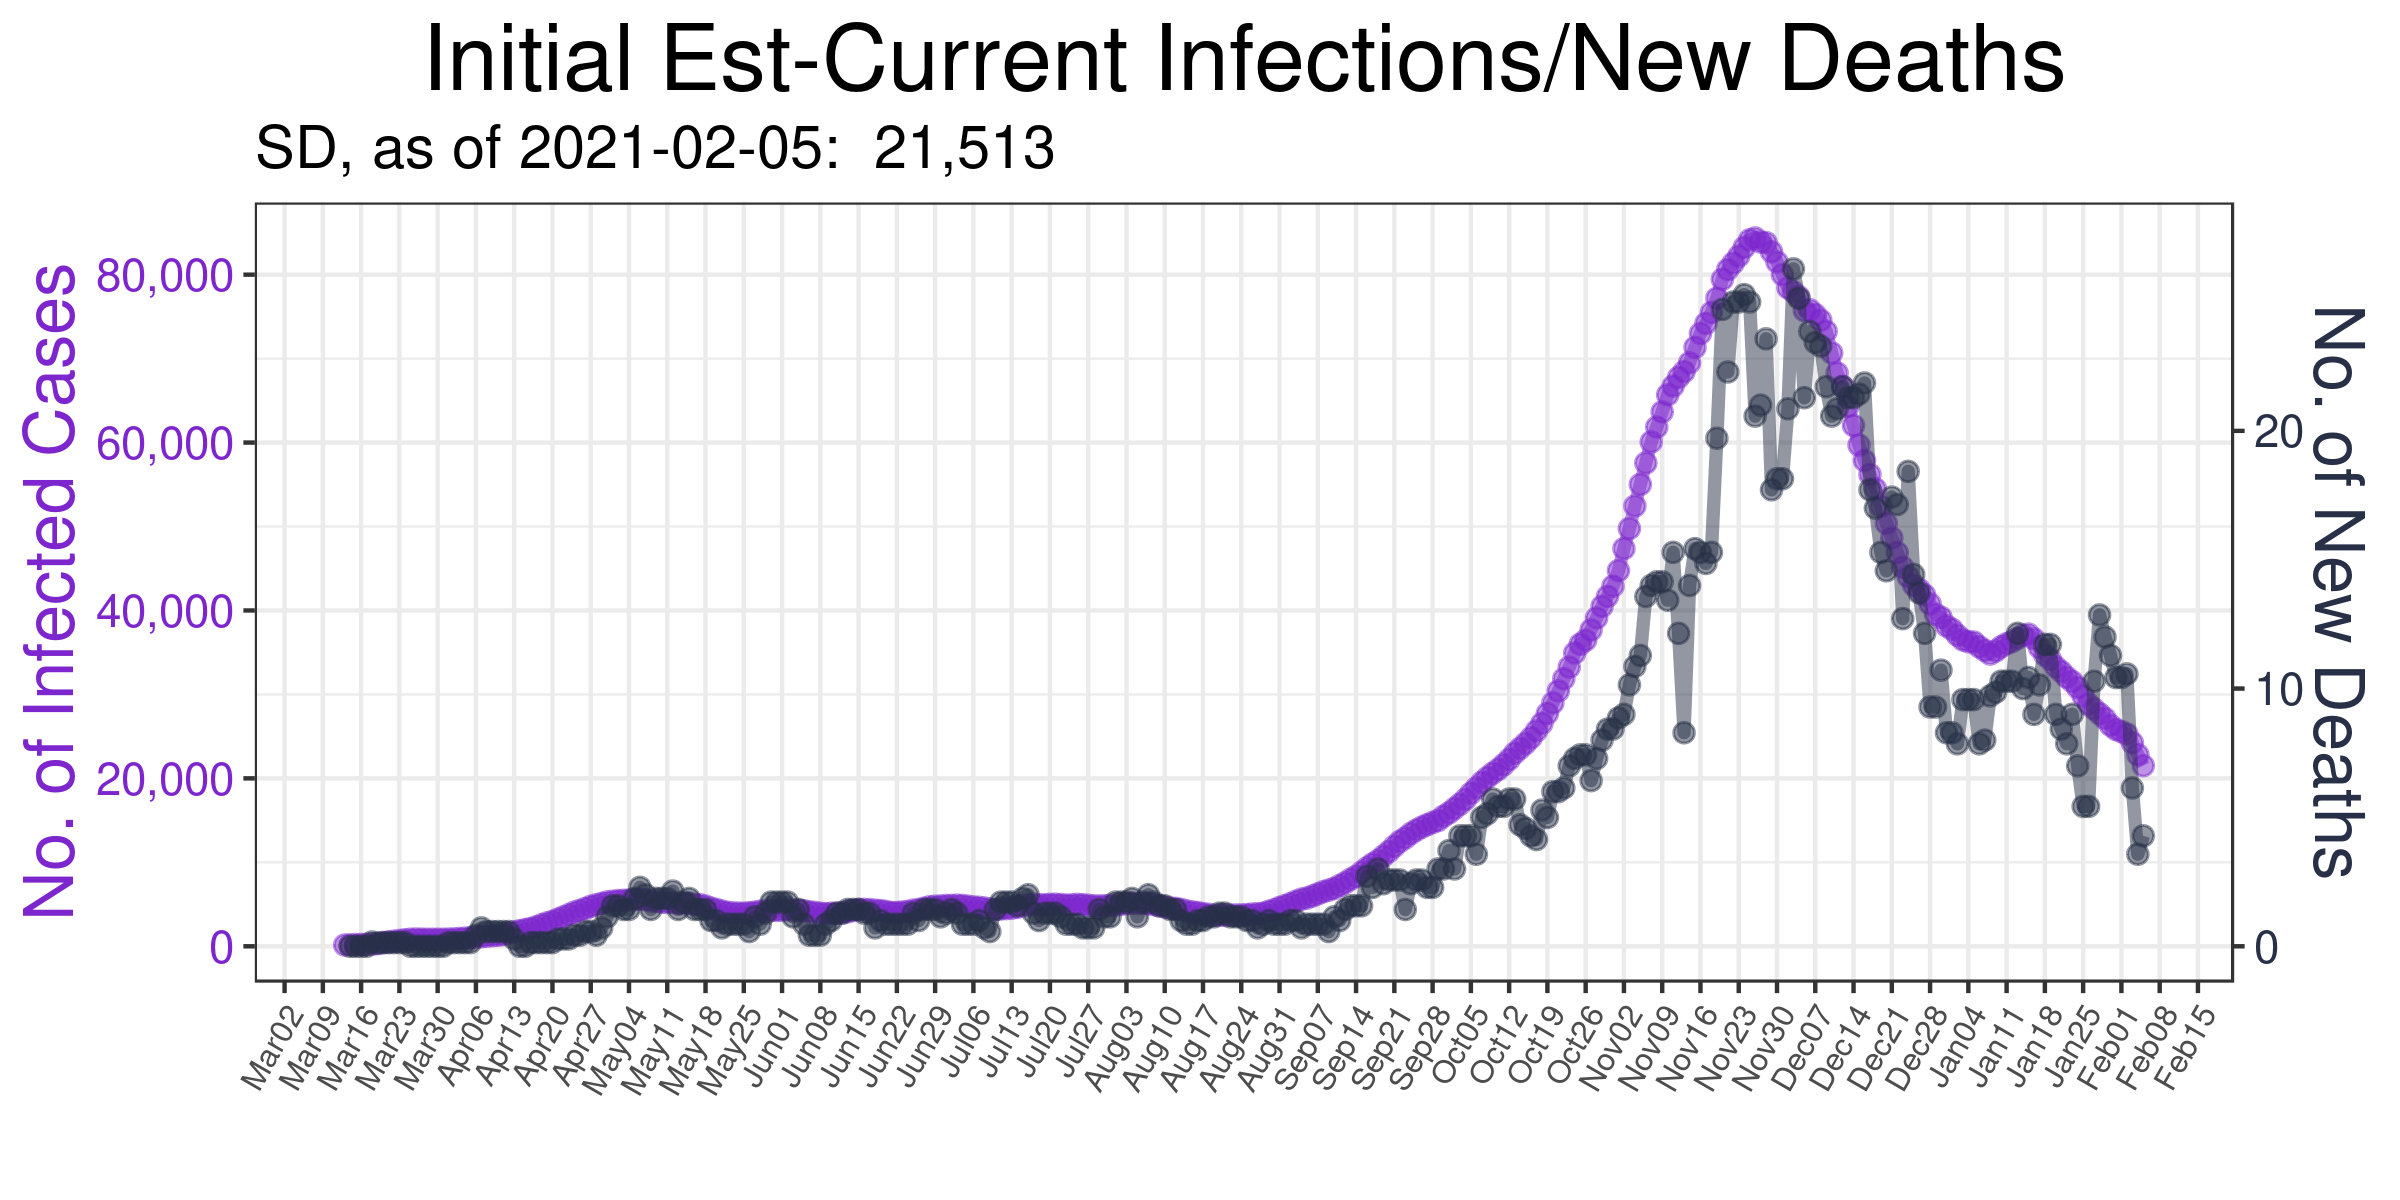 Initial Est-Current Infections/New Deaths
SD, as of 2021-02-05:  21,513
No. of Infected Cases
80,000
60,000
40,000
20,000
0
No. of New Deaths
20
10
0
Mar02
Mar09
Mar16
Mar23
Mar30
Apr06
Apr13
Apr20
Apr27
May04
May11
May18
May25
Jun01
Jun08
Jun15
Jun22
Jun29
Jul06
Jul13
Jul20
Jul27
Aug03
Aug10
Aug17
Aug24
Aug31
Sep07
Sep14
Sep21
Sep28
Oct05
Oct12
Oct19
Oct26
Nov02
Nov09
Nov16
Nov23
Nov30
Dec07
Dec14
Dec21
Dec28
Jan04
Jan11
Jan18
Jan25
Feb01
Feb08
Feb15